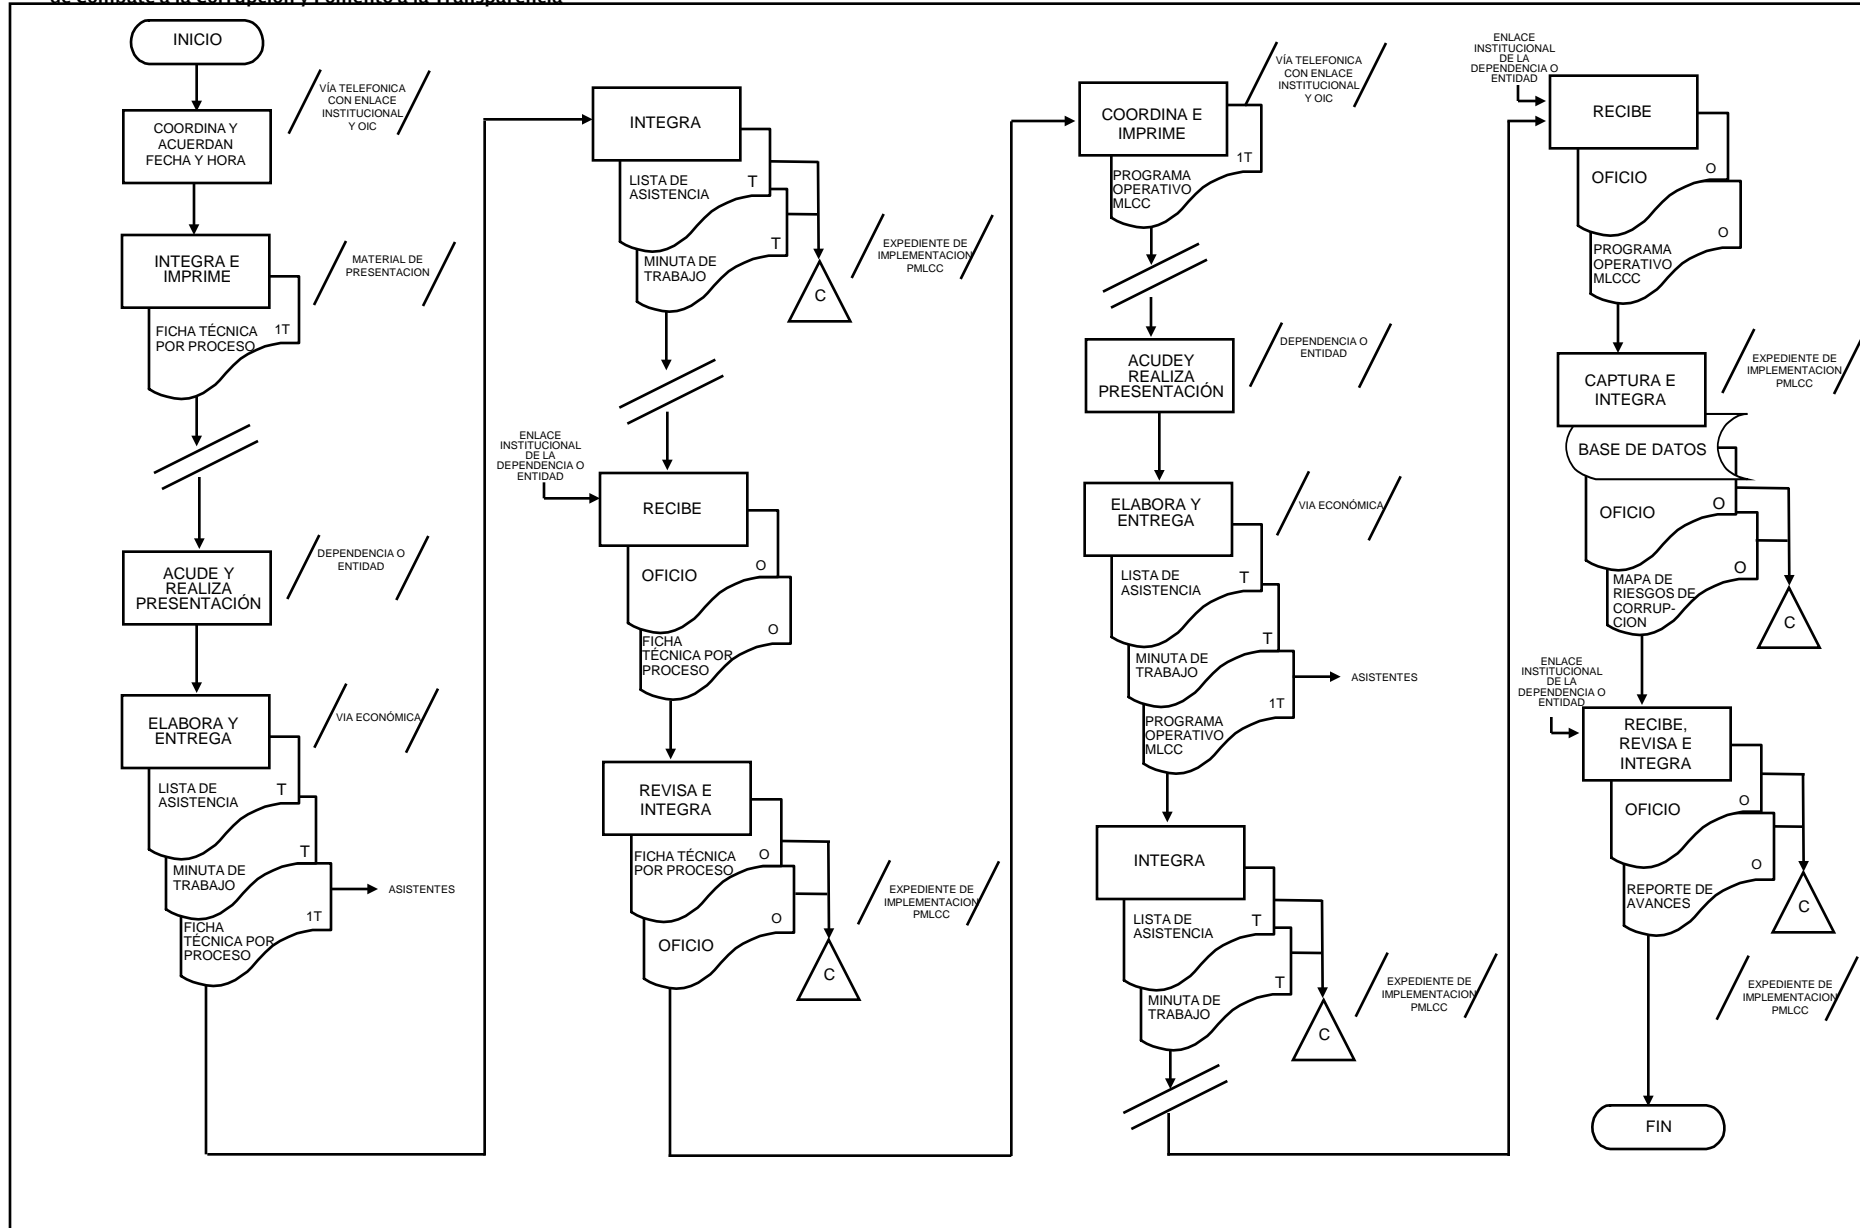 de Combate a la Corrupción y Fomento a la Transparencia
INICIO
VÍA TELEFONICA
CON ENLACE
INSTITUCIONAL
Y OIC
COORDINA Y
ACUERDAN
FECHA Y HORA
INTEGRA E
IMPRIME
MATERIAL DE
PRESENTACION
FICHA TÉCNICA
POR PROCESO
1T
DEPENDENCIA O
ENTIDAD
ACUDE Y
REALIZA
PRESENTACIÓN
ELABORA Y
ENTREGA
VIA ECONÓMICA
LISTA DE
ASISTENCIA
T
MINUTA DE
TRABAJO
T
ASISTENTES
FICHA
TÉCNICA POR
PROCESO
1T
INTEGRA
LISTA DE
ASISTENCIA
T
MINUTA DE
TRABAJO
T
C
EXPEDIENTE DE
IMPLEMENTACION
PMLCC
ENLACE
INSTITUCIONAL
DE LA
DEPENDENCIA O
ENTIDAD
RECIBE
OFICIO
O
FICHA
TÉCNICA POR
PROCESO
O
REVISA E
INTEGRA
FICHA TÉCNICA
POR PROCESO
O
OFICIO
O
C
EXPEDIENTE DE
IMPLEMENTACION
PMLCC
COORDINA E
IMPRIME
VÍA TELEFONICA
CON ENLACE
INSTITUCIONAL
Y OIC
1T
PROGRAMA
OPERATIVO
MLCC
ACUDEY
REALIZA
PRESENTACIÓN
DEPENDENCIA O
ENTIDAD
ELABORA Y
ENTREGA
VIA ECONÓMICA
LISTA DE
ASISTENCIA
T
MINUTA DE
TRABAJO
T
ASISTENTES
PROGRAMA
OPERATIVO
MLCC
1T
INTEGRA
LISTA DE
ASISTENCIA
T
MINUTA DE
TRABAJO
T
C
EXPEDIENTE DE
IMPLEMENTACION
PMLCC
ENLACE
INSTITUCIONAL
DE LA
DEPENDENCIA O
ENTIDAD
RECIBE
OFICIO
O
PROGRAMA
OPERATIVO
MLCCC
O
CAPTURA E
INTEGRA
EXPEDIENTE DE
IMPLEMENTACION
PMLCC
BASE DE DATOS
OFICIO
O
MAPA DE
RIESGOS DE
CORRUP-
CION
O
C
ENLACE
INSTITUCIONAL
DE LA
DEPENDENCIA O
ENTIDAD
RECIBE,
REVISA E
INTEGRA
OFICIO
O
REPORTE DE
AVANCES
O
C
EXPEDIENTE DE
IMPLEMENTACION
PMLCC
FIN